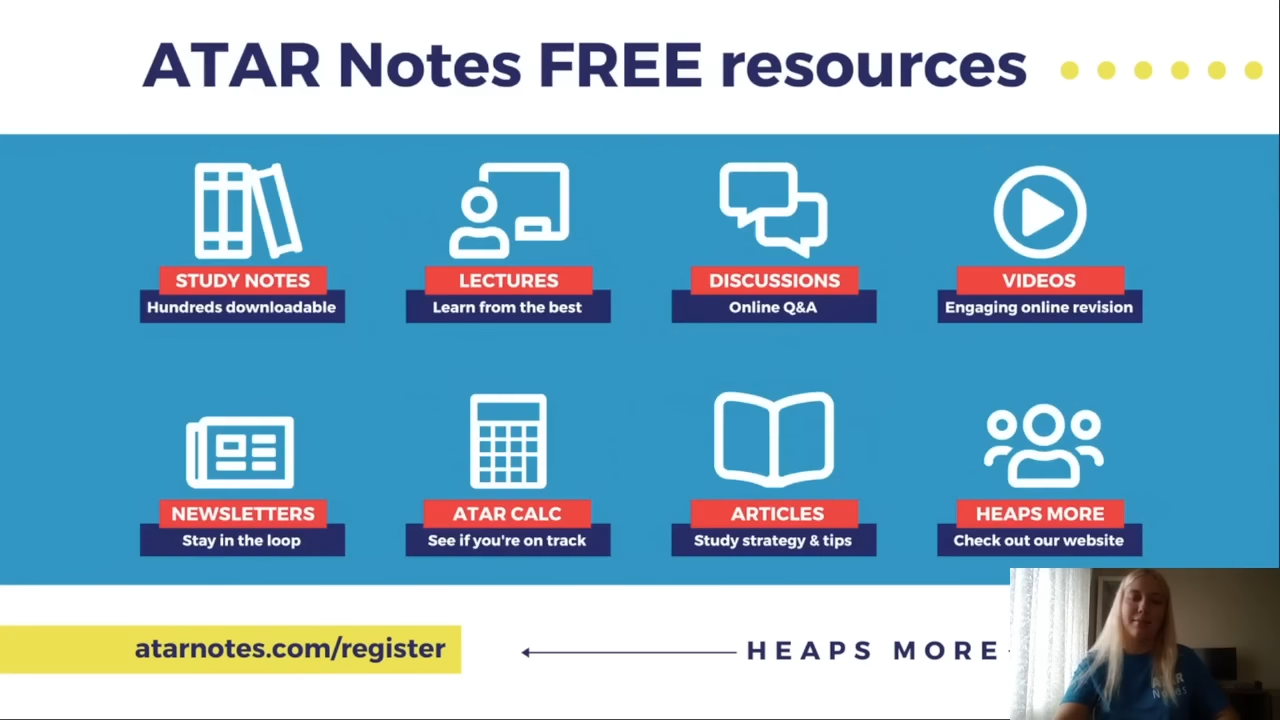 ATAR Notes FREE resources
STUDY NOTES
Hundreds downloadable
LECTURES
Learn from the best
DISCUSSIONS
Online Q&A
VIDEOS
Engaging online revision
NEWSLETTERS
Stay in the loop
ATAR CALC
See if you're on track
ARTICLES
Study strategy & tips
HEAPS MORE
Check out our website
atarnotes.com/register
HEAPS MORE
ATAR
Notes